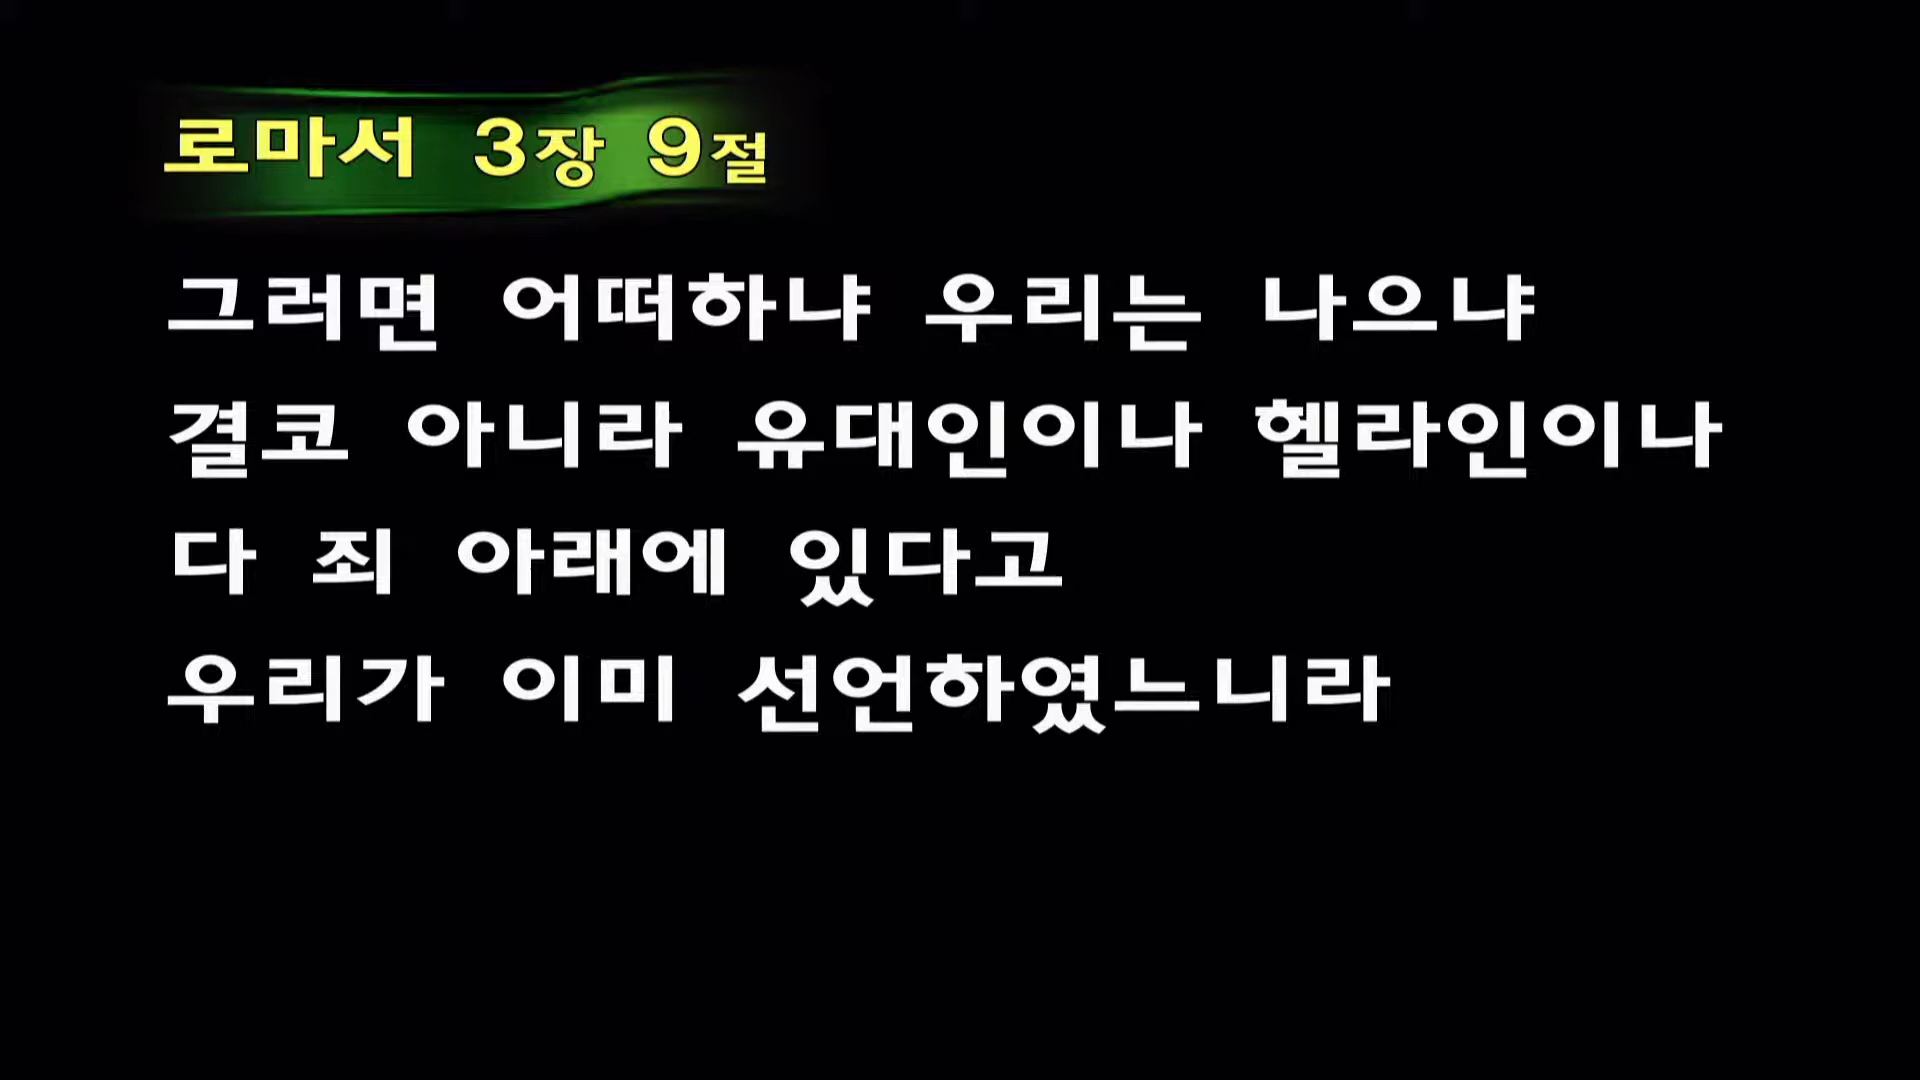 로마서 3장 9절
그러면 어떠하냐 우리는 나으냐
결코 아니라 유대인이나 헬라인이나
다 죄 아래에 있다고
우리가 이미 선언하였느니라